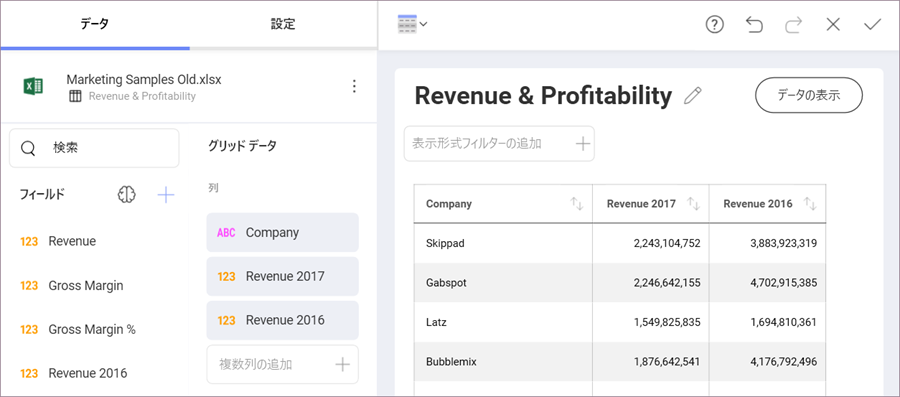 データ
設定
Marketing Samples Old.xlsx
Revenue & Profitability
検索
フィールド
123 Revenue
123 Gross Margin
123 Gross Margin %
123 Revenue 2016
グリッド データ
列
ABC Company
123 Revenue 2017
123 Revenue 2016
複数列の追加
Revenue & Profitability
データの表示
表示形式フィルターの追加
Company Revenue 2017 Revenue 2016
Skippad 2,243,104,752 3,883,923,319
Gabspot 2,246,642,155 4,702,915,385
Latz 1,549,825,835 1,694,810,361
Bubblemix 1,876,642,541 4,176,792,496